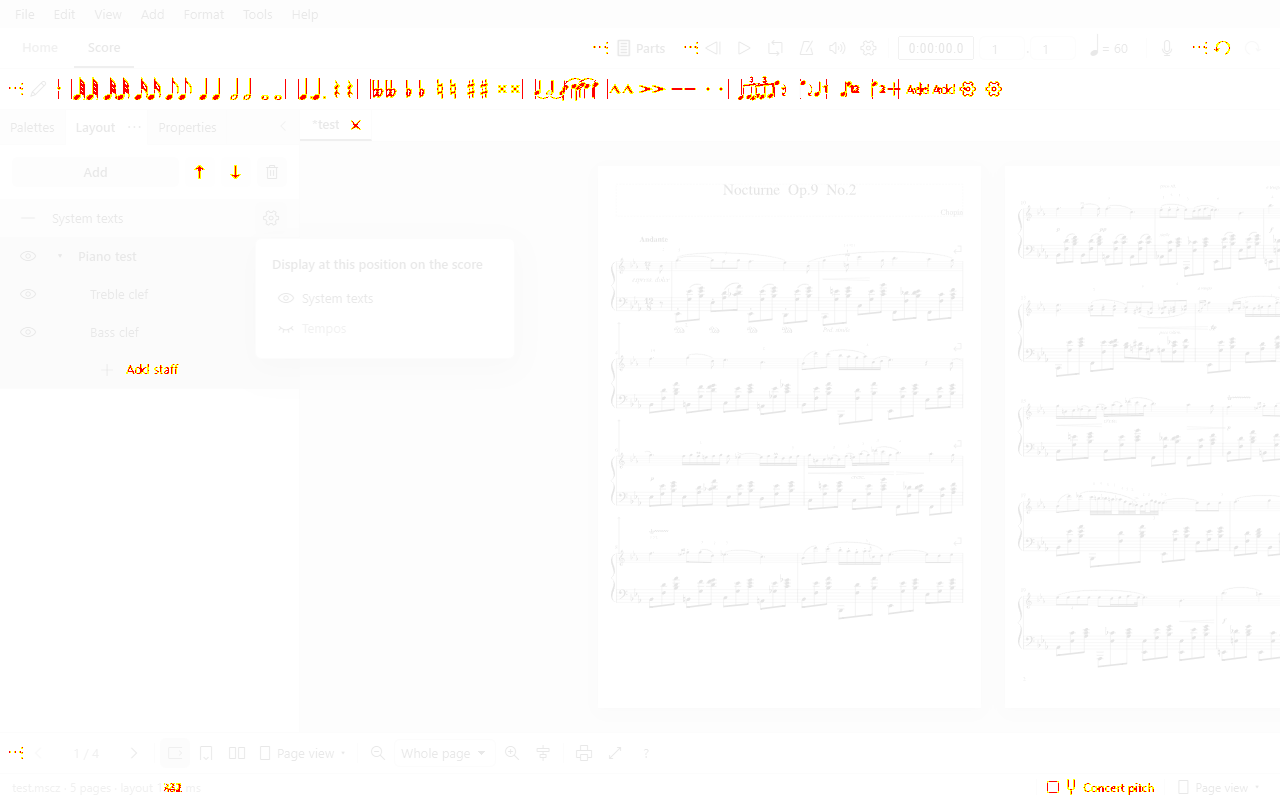 File Edit View Add Format Tools Help
Home Score Parts 0:00:00.0 1 . 1 = 60
Add Add
Palettes Layout Properties *test
Add
System texts
Piano test
Treble clef
Bass clef
Add staff
Display at this position on the score
System texts
Tempos
Nocturne Op.9 No.2
Chopin
Andante
espress. dolce
1 / 4 Page view Whole page ?
test.mscz - 5 pages - layout
Concert pitch Page view